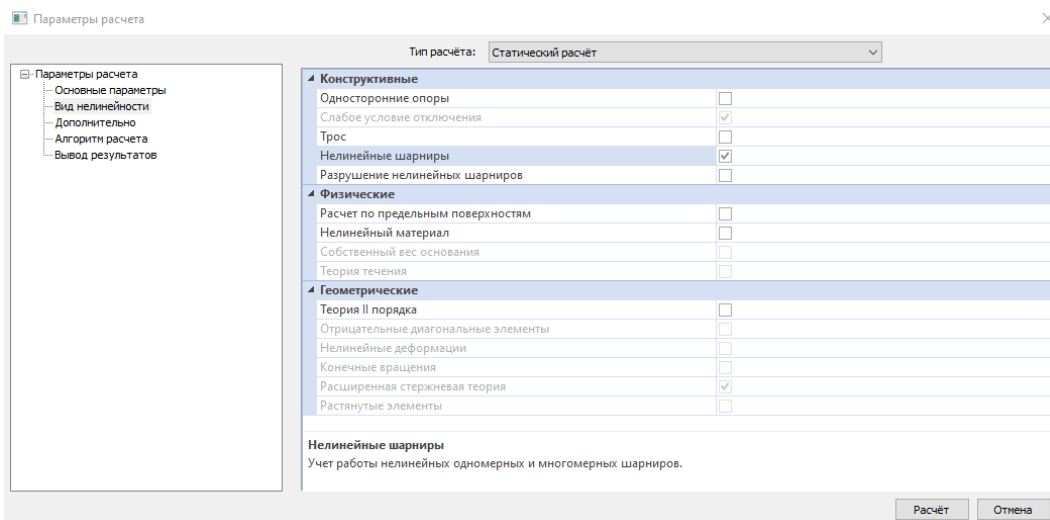 Параметры расчета
Тип расчёта: Статический расчёт
Параметры расчета
Основные параметры
Вид нелинейности
Дополнительно
Алгоритм расчета
Вывод результатов
Конструктивные
Односторонние опоры
Слабое условие отключения
Трос
Нелинейные шарниры
Разрушение нелинейных шарниров
Физические
Расчет по предельным поверхностям
Нелинейный материал
Собственный вес основания
Теория течения
Геометрические
Теория II порядка
Отрицательные диагональные элементы
Нелинейные деформации
Конечные вращения
Расширенная стержневая теория
Растянутые элементы
Нелинейные шарниры
Учет работы нелинейных одномерных и многомерных шарниров.
Расчёт Отмена